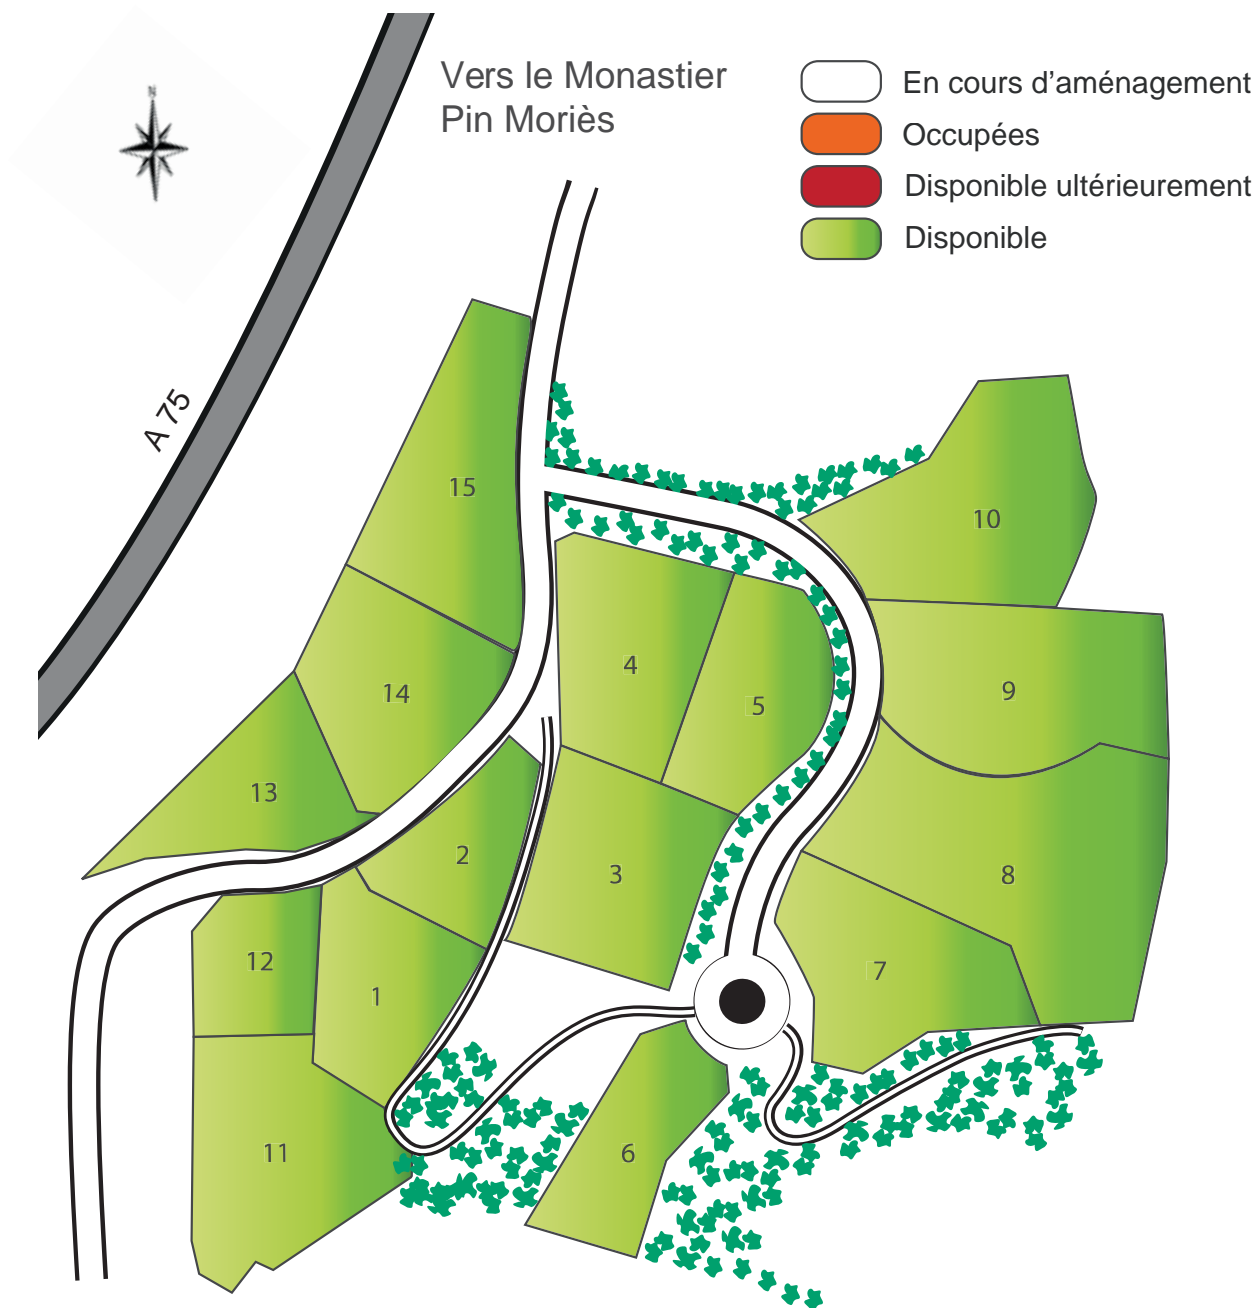 N
Vers le Monastier
Pin Moriès
En cours d’aménagement
Occupées
Disponible ultérieurement
Disponible
A 75
15
10
4
14
9
5
13
2
3
8
12
7
1
11
6